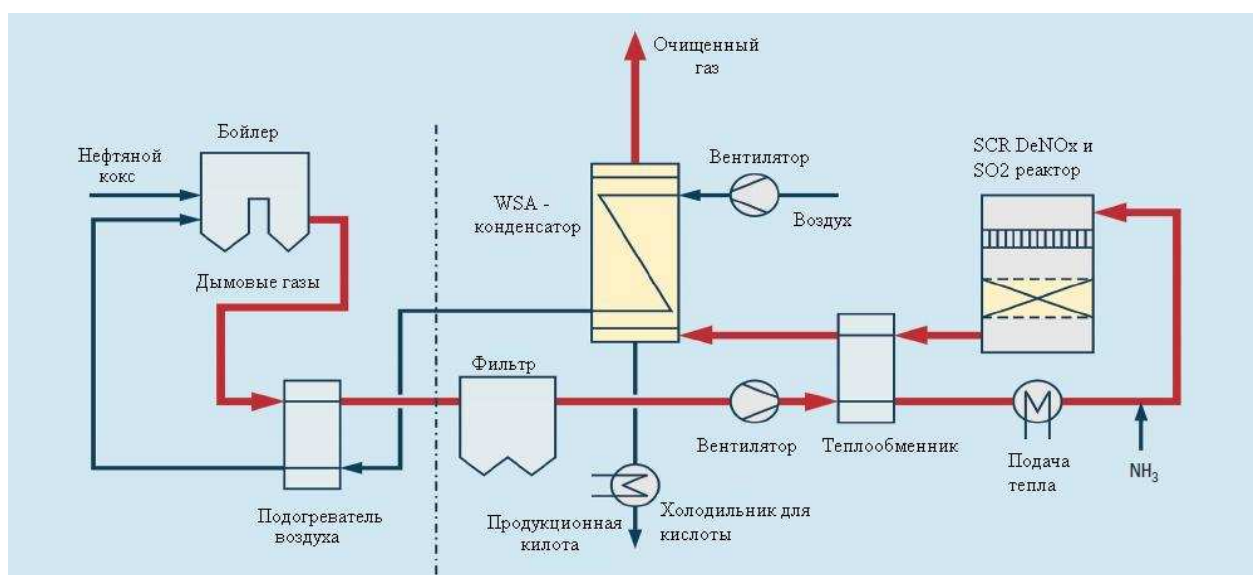 Очищенный
газ
Бойлер
Нефтяной
кокс
Вентилятор
SCR DeNOx и
SO2 реактор
WSA -
конденсатор
Воздух
Дымовые газы
Фильтр
Вентилятор
Теплообменник
Подача
тепла
NH₃
Подогреватель
воздуха
Продукционная
килота
Холодильник для
кислоты